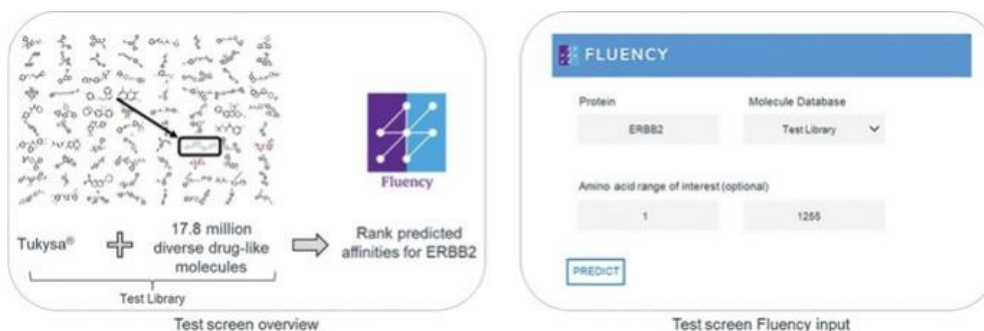 Fluency
Tukysa®
17.8 million
diverse drug-like
molecules
Rank predicted
affinities for ERBB2
Test Library
Test screen overview
FLUENCY
Protein
Molecule Database
ERBB2
Test Library
Amino acid range of interest (optional)
1
1255
PREDICT
Test screen Fluency input